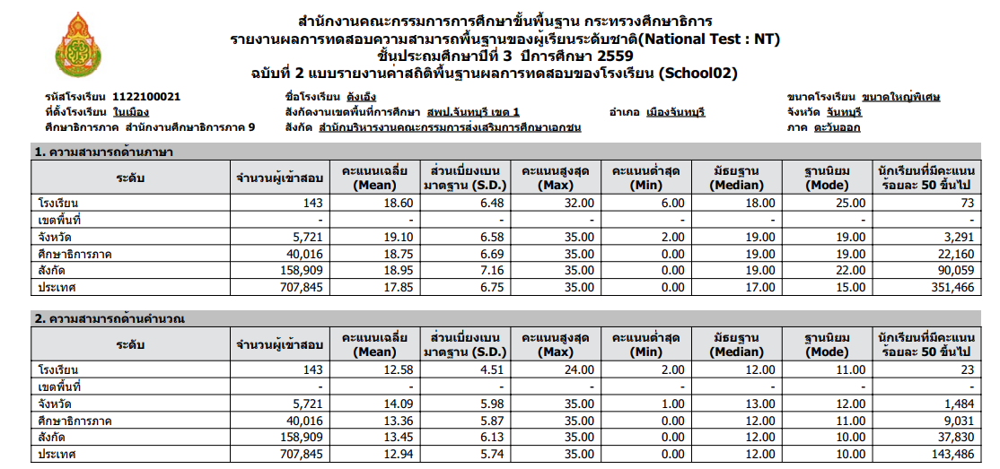 สำนักงานคณะกรรมการการศึกษาขั้นพื้นฐาน กระทรวงศึกษาธิการ
รายงานผลการทดสอบความสามารถพื้นฐานของผู้เรียนระดับชาติ(National Test : NT)
ชั้นประถมศึกษาปีที่ 3 ปีการศึกษา 2559
ฉบับที่ 2 แบบรายงานค่าสถิติพื้นฐานผลการทดสอบของโรงเรียน (School02)
รหัสโรงเรียน 1122100021 ชื่อโรงเรียน ตังเอ็ง ขนาดโรงเรียน ขนาดใหญ่พิเศษ
ที่ตั้งโรงเรียน ในเมือง สังกัดงานเขตพื้นที่การศึกษา สพป.จันทบุรี เขต 1 อำเภอ เมืองจันทบุรี จังหวัด จันทบุรี
ศึกษาธิการภาค สำนักงานศึกษาธิการภาค 9 สังกัด สำนักบริหารงานคณะกรรมการส่งเสริมการศึกษาเอกชน ภาค ตะวันออก
1. ความสามารถด้านภาษา
ระดับ จำนวนผู้เข้าสอบ คะแนนเฉลี่ย (Mean) ส่วนเบี่ยงเบนมาตฐาน (S.D.) คะแนนสูงสุด (Max) คะแนนต่ำสุด (Min) มัธยฐาน (Median) ฐานนิยม (Mode) นักเรียนที่มีคะแนนร้อยละ 50 ขึ้นไป
โรงเรียน 143 18.60 6.48 32.00 6.00 18.00 25.00 73
เขตพื้นที่ - - - - - - - -
จังหวัด 5,721 19.10 6.58 35.00 2.00 19.00 19.00 3,291
ศึกษาธิการภาค 40,016 18.75 6.69 35.00 0.00 19.00 19.00 22,160
สังกัด 158,909 18.95 7.16 35.00 0.00 19.00 22.00 90,059
ประเทศ 707,845 17.85 6.75 35.00 0.00 17.00 15.00 351,466
2. ความสามารถด้านคำนวณ
ระดับ จำนวนผู้เข้าสอบ คะแนนเฉลี่ย (Mean) ส่วนเบี่ยงเบนมาตฐาน (S.D.) คะแนนสูงสุด (Max) คะแนนต่ำสุด (Min) มัธยฐาน (Median) ฐานนิยม (Mode) นักเรียนที่มีคะแนนร้อยละ 50 ขึ้นไป
โรงเรียน 143 12.58 4.51 24.00 2.00 12.00 11.00 23
เขตพื้นที่ - - - - - - - -
จังหวัด 5,721 14.09 5.98 35.00 1.00 13.00 12.00 1,484
ศึกษาธิการภาค 40,016 13.36 5.87 35.00 0.00 12.00 11.00 9,031
สังกัด 158,909 13.45 6.13 35.00 0.00 12.00 10.00 37,830
ประเทศ 707,845 12.94 5.74 35.00 0.00 12.00 10.00 143,486